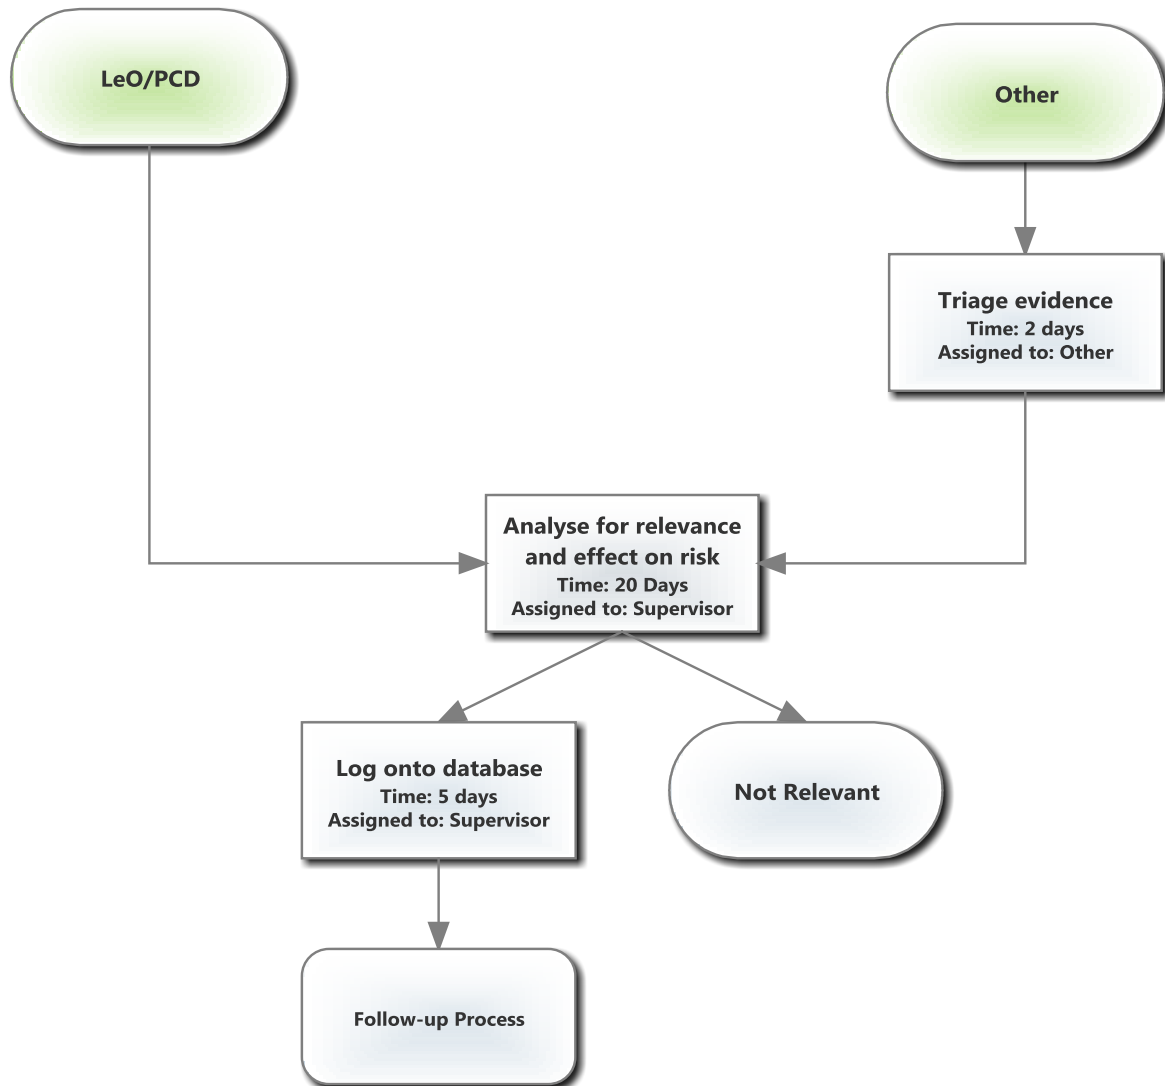 LeO/PCD
Other
Triage evidence
Time: 2 days
Assigned to: Other
Analyse for relevance
and effect on risk
Time: 20 Days
Assigned to: Supervisor
Log onto database
Time: 5 days
Assigned to: Supervisor
Not Relevant
Follow-up Process